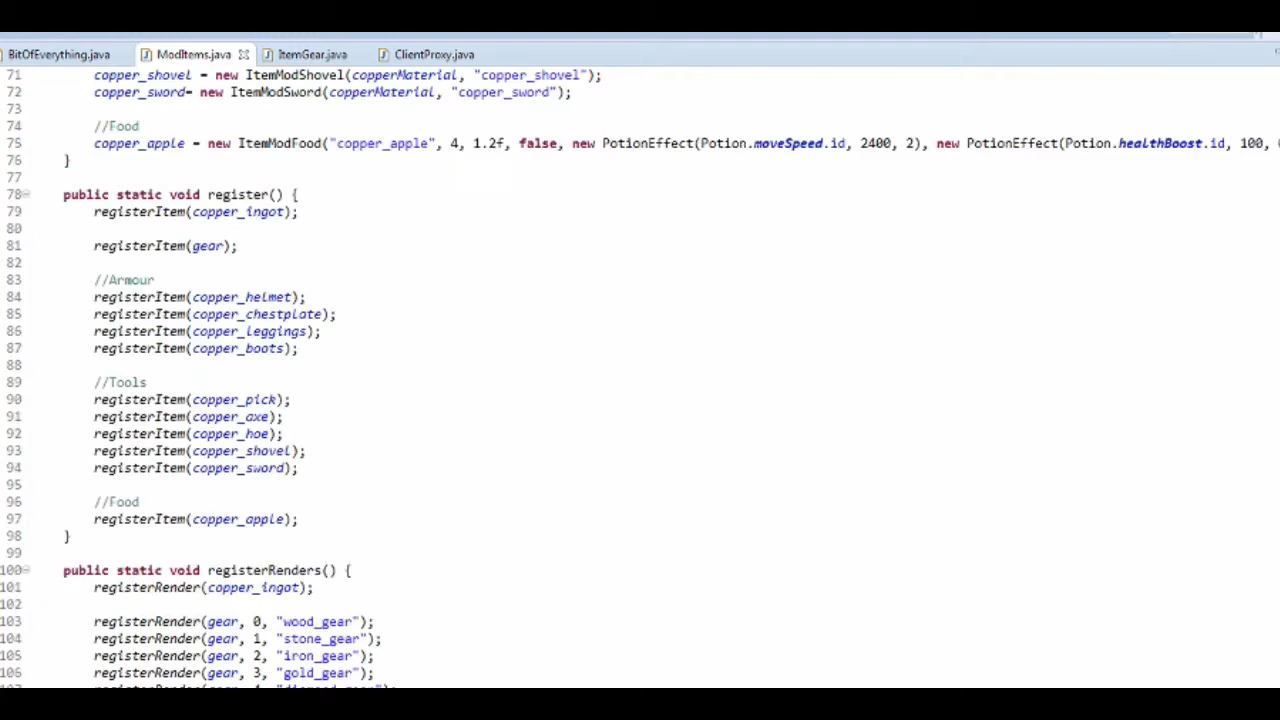 BitOfEverything.java ModItems.java ItemGear.java ClientProxy.java
71 copper_shovel = new ItemModShovel(copperMaterial, "copper_shovel");
72 copper_sword= new ItemModSword(copperMaterial, "copper_sword");
73
74 //Food
75 copper_apple = new ItemModFood("copper_apple", 4, 1.2f, false, new PotionEffect(Potion.moveSpeed.id, 2400, 2), new PotionEffect(Potion.healthBoost.id, 100,
76 }
77
78 public static void register() {
79 registerItem(copper_ingot);
80
81 registerItem(gear);
82
83 //Armour
84 registerItem(copper_helmet);
85 registerItem(copper_chestplate);
86 registerItem(copper_leggings);
87 registerItem(copper_boots);
88
89 //Tools
90 registerItem(copper_pick);
91 registerItem(copper_axe);
92 registerItem(copper_hoe);
93 registerItem(copper_shovel);
94 registerItem(copper_sword);
95
96 //Food
97 registerItem(copper_apple);
98 }
99
100 public static void registerRenders() {
101 registerRender(copper_ingot);
102
103 registerRender(gear, 0, "wood_gear");
104 registerRender(gear, 1, "stone_gear");
105 registerRender(gear, 2, "iron_gear");
106 registerRender(gear, 3, "gold_gear");